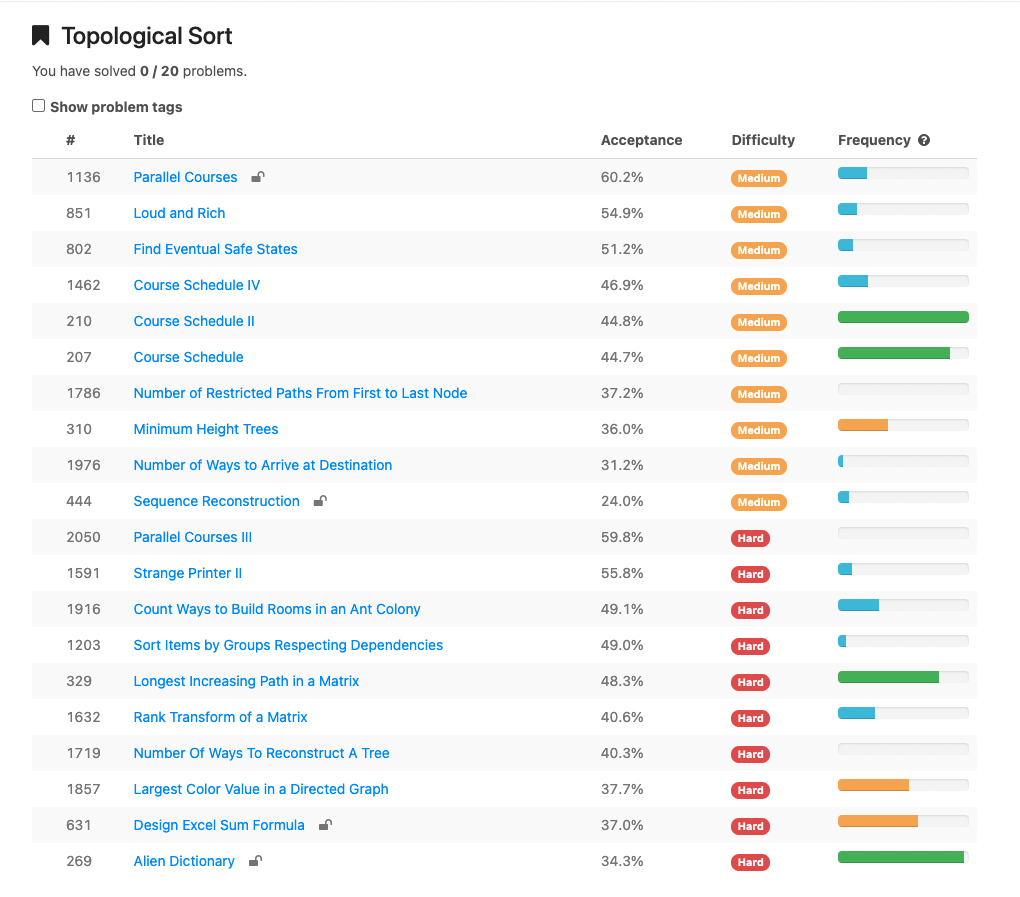 Topological Sort
You have solved 0 / 20 problems.
Show problem tags
# Title Acceptance Difficulty Frequency ?
1136 Parallel Courses 60.2% Medium
851 Loud and Rich 54.9% Medium
802 Find Eventual Safe States 51.2% Medium
1462 Course Schedule IV 46.9% Medium
210 Course Schedule II 44.8% Medium
207 Course Schedule 44.7% Medium
1786 Number of Restricted Paths From First to Last Node 37.2% Medium
310 Minimum Height Trees 36.0% Medium
1976 Number of Ways to Arrive at Destination 31.2% Medium
444 Sequence Reconstruction 24.0% Medium
2050 Parallel Courses III 59.8% Hard
1591 Strange Printer II 55.8% Hard
1916 Count Ways to Build Rooms in an Ant Colony 49.1% Hard
1203 Sort Items by Groups Respecting Dependencies 49.0% Hard
329 Longest Increasing Path in a Matrix 48.3% Hard
1632 Rank Transform of a Matrix 40.6% Hard
1719 Number Of Ways To Reconstruct A Tree 40.3% Hard
1857 Largest Color Value in a Directed Graph 37.7% Hard
631 Design Excel Sum Formula 37.0% Hard
269 Alien Dictionary 34.3% Hard